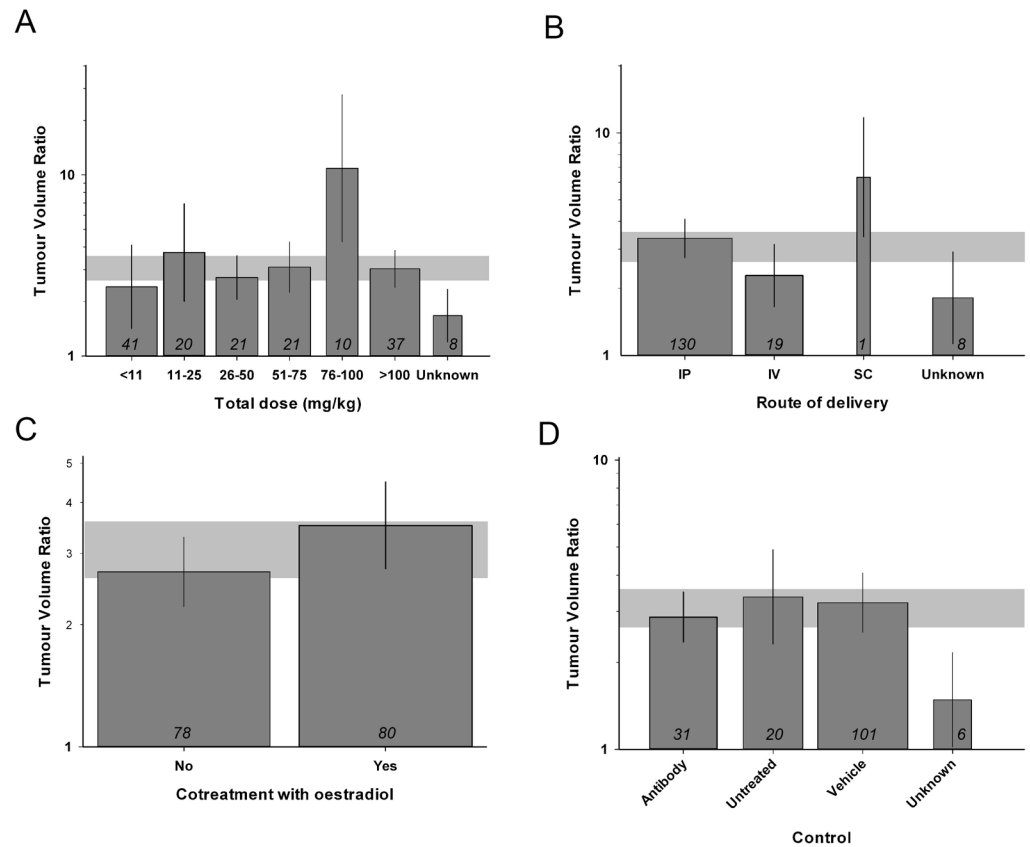 A
Tumour Volume Ratio
10
1
41
20
21
21
10
37
8
<11
11-25
26-50
51-75
76-100
>100
Unknown
Total dose (mg/kg)
B
Tumour Volume Ratio
10
1
130
19
1
8
IP
IV
SC
Unknown
Route of delivery
C
Tumour Volume Ratio
5
4
3
2
1
78
80
No
Yes
Cotreatment with oestradiol
D
Tumour Volume Ratio
10
1
31
20
101
6
Antibody
Untreated
Vehicle
Unknown
Control